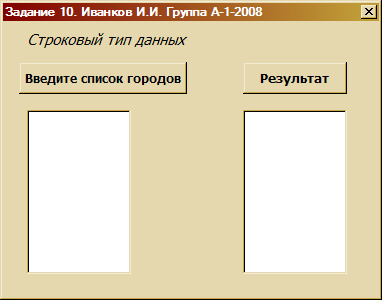 Задание 10. Иванков И.И. Группа А-1-2008
Строковый тип данных
Введите список городов
Результат